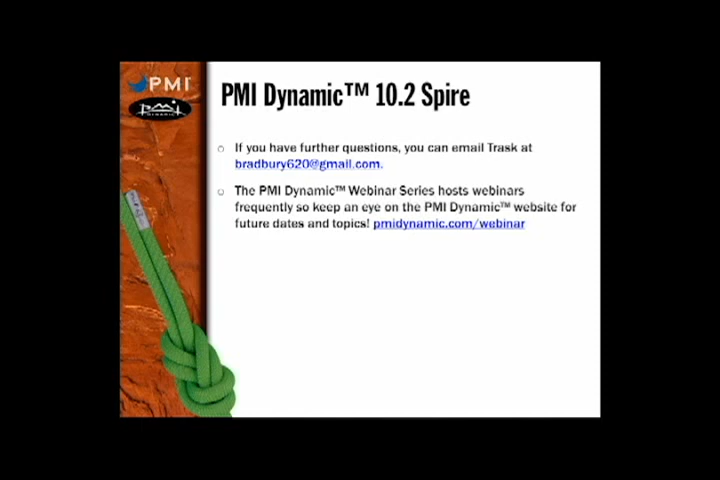 PMI
PMI
DYNAMIC
PMI Dynamic™ 10.2 Spire
If you have further questions, you can email Trask at
bradbury620@gmail.com.
The PMI Dynamic™ Webinar Series hosts webinars
frequently so keep an eye on the PMI Dynamic™ website for
future dates and topics! pmidynamic.com/webinar